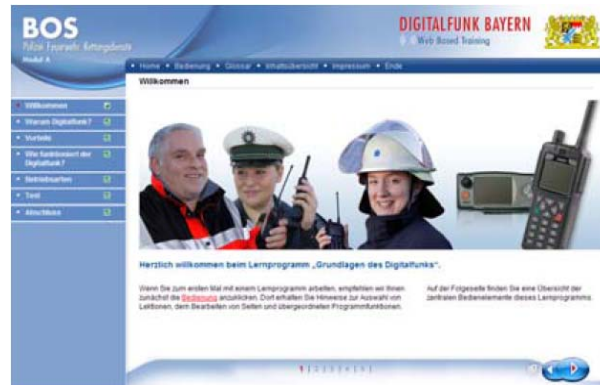 BOS
Polizei Feuerwehr Rettungsdienste
Modul A
DIGITALFUNK BAYERN
Web Based Training
• Home • Bedienung • Glossar • Inhaltsübersicht • Impressum • Ende
Willkommen
• Willkommen
• Warum Digitalfunk?
• Vorteile
• Wie funktioniert der
Digitalfunk?
• Betriebsarten
• Test
• Abschluss
Herzlich willkommen beim Lernprogramm „Grundlagen des Digitalfunks“.
Wenn Sie zum ersten Mal mit einem Lernprogramm arbeiten, empfehlen wir Ihnen
zunächst die Bedienung anzuklicken. Dort erhalten Sie Hinweise zur Auswahl von
Lektionen, dem Bearbeiten von Seiten und übergeordneten Programmfunktionen.
Auf der Folgeseite finden Sie eine Übersicht der
zentralen Bedienelemente dieses Lernprogramms.
1 | 2 | 3 |